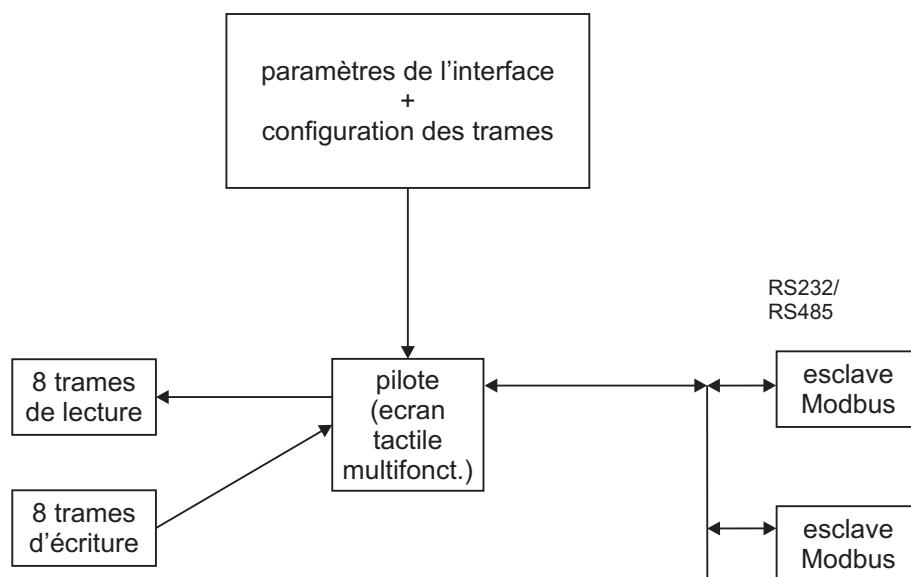 paramètres de l'interface
+
configuration des trames
RS232/
RS485
8 trames
de lecture
pilote
(ecran
tactile
multifonct.)
esclave
Modbus
8 trames
d'écriture
esclave
Modbus